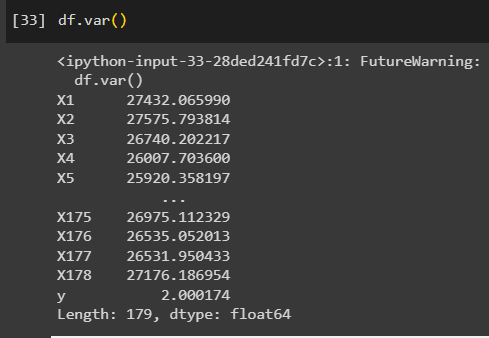 [33] df.var()
<ipython-input-33-28ded241fd7c>:1: FutureWarning:
df.var()
X1 27432.065990
X2 27575.793814
X3 26740.202217
X4 26007.703600
X5 25920.358197
...
X175 26975.112329
X176 26535.052013
X177 26531.950433
X178 27176.186954
y 2.000174
Length: 179, dtype: float64